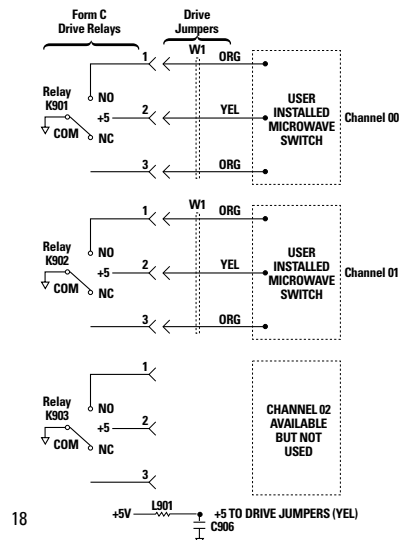 Form C
Drive Relays
Drive
Jumpers
W1
1
ORG
Relay
K901
NO
+5
2
YEL
COM
NC
3
ORG
USER
INSTALLED
MICROWAVE
SWITCH
Channel 00
W1
1
ORG
Relay
K902
NO
+5
2
YEL
COM
NC
3
ORG
USER
INSTALLED
MICROWAVE
SWITCH
Channel 01
1
Relay
K903
NO
+5
2
COM
NC
3
CHANNEL 02
AVAILABLE
BUT NOT
USED
+5V
L901
+5 TO DRIVE JUMPERS (YEL)
C906
18